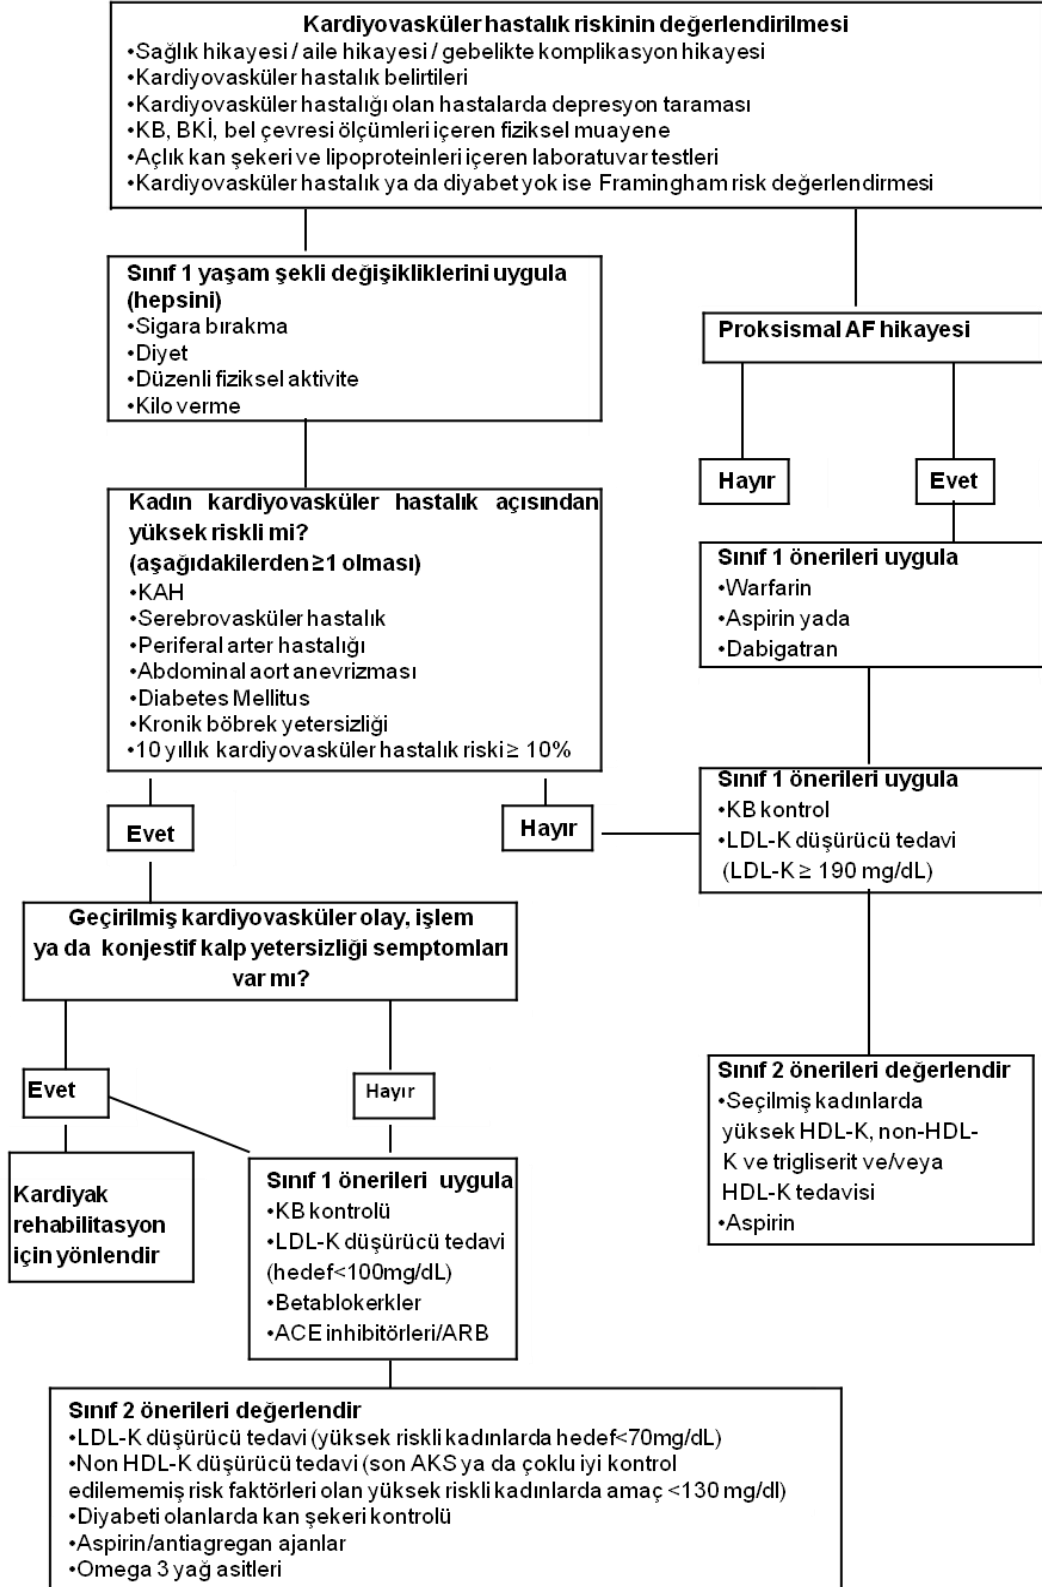 Kardiyovasküler hastalık riskinin değerlendirilmesi
•Sağlık hikayesi / aile hikayesi / gebelikte komplikasyon hikayesi
•Kardiyovasküler hastalık belirtileri
•Kardiyovasküler hastalığı olan hastalarda depresyon taraması
•KB, BKİ, bel çevresi ölçümleri içeren fiziksel muayene
•Açlık kan şekeri ve lipoproteinleri içeren laboratuvar testleri
•Kardiyovasküler hastalık ya da diyabet yok ise Framingham risk değerlendirmesi
Sınıf 1 yaşam şekli değişikliklerini uygula
(hepsini)
•Sigara bırakma
•Diyet
•Düzenli fiziksel aktivite
•Kilo verme
Proksismal AF hikayesi
Hayır
Evet
Kadın kardiyovasküler hastalık açısından
yüksek riskli mi?
(aşağıdakilerden ≥1 olması)
•KAH
•Serebrovasküler hastalık
•Periferal arter hastalığı
•Abdominal aort anevrizması
•Diabetes Mellitus
•Kronik böbrek yetersizliği
•10 yıllık kardiyovasküler hastalık riski ≥ 10%
Sınıf 1 önerileri uygula
•Warfarin
•Aspirin yada
•Dabigatran
Evet
Hayır
Sınıf 1 önerileri uygula
•KB kontrol
•LDL-K düşürücü tedavi
(LDL-K ≥ 190 mg/dL)
Geçirilmiş kardiyovasküler olay, işlem
ya da konjestif kalp yetersizliği semptomları
var mı?
Evet
Hayır
Sınıf 2 önerileri değerlendir
•Seçilmiş kadınlarda
yüksek HDL-K, non-HDL-
K ve trigliserit ve/veya
HDL-K tedavisi
•Aspirin
Kardiyak
rehabilitasyon
için yönlendir
Sınıf 1 önerileri uygula
•KB kontrolü
•LDL-K düşürücü tedavi
(hedef<100mg/dL)
•Betablokerkler
•ACE inhibitörleri/ARB
Sınıf 2 önerileri değerlendir
•LDL-K düşürücü tedavi (yüksek riskli kadınlarda hedef<70mg/dL)
•Non HDL-K düşürücü tedavi (son AKS ya da çoklu iyi kontrol
edilememiş risk faktörleri olan yüksek riskli kadınlarda amaç <130 mg/dl)
•Diyabeti olanlarda kan şekeri kontrolü
•Aspirin/antiagregan ajanlar
•Omega 3 yağ asitleri